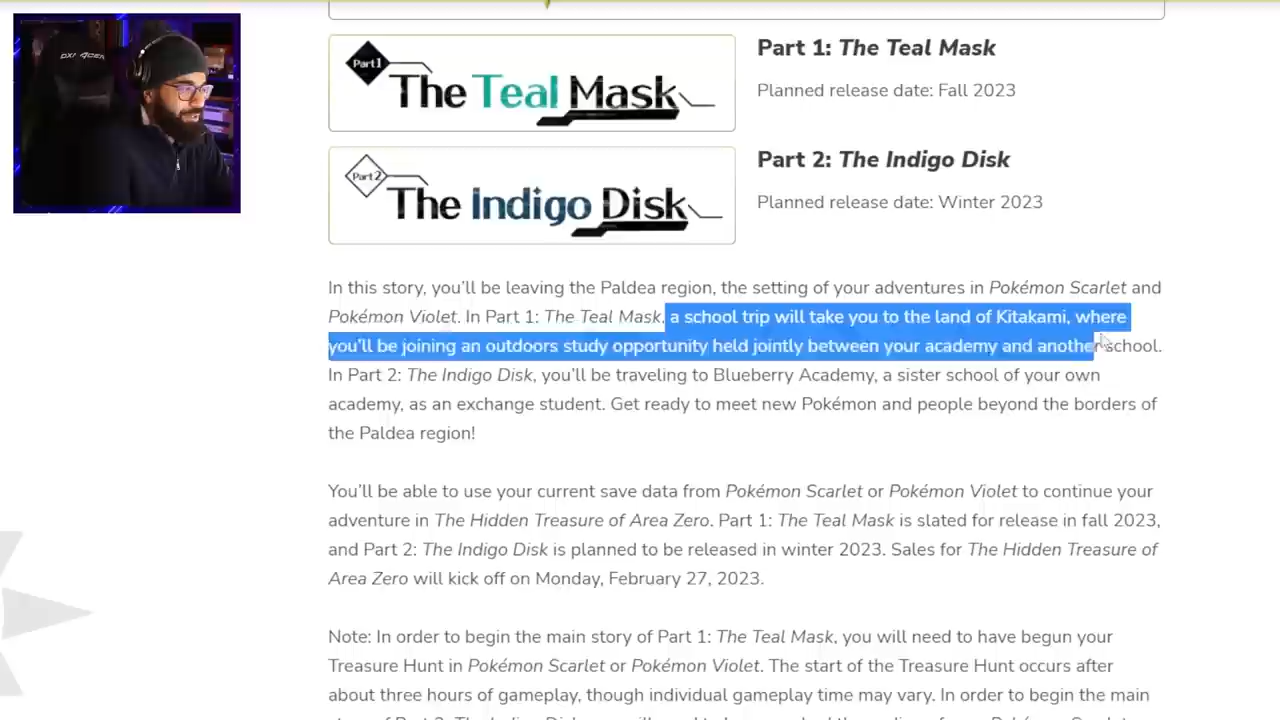 DXRACER
Part 1
The Teal Mask
Part 1: The Teal Mask
Planned release date: Fall 2023
Part 2
The Indigo Disk
Part 2: The Indigo Disk
Planned release date: Winter 2023
In this story, you’ll be leaving the Paldea region, the setting of your adventures in Pokémon Scarlet and
Pokémon Violet. In Part 1: The Teal Mask, a school trip will take you to the land of Kitakami, where
you’ll be joining an outdoors study opportunity held jointly between your academy and another school.
In Part 2: The Indigo Disk, you’ll be traveling to Blueberry Academy, a sister school of your own
academy, as an exchange student. Get ready to meet new Pokémon and people beyond the borders of
the Paldea region!
You’ll be able to use your current save data from Pokémon Scarlet or Pokémon Violet to continue your
adventure in The Hidden Treasure of Area Zero. Part 1: The Teal Mask is slated for release in fall 2023,
and Part 2: The Indigo Disk is planned to be released in winter 2023. Sales for The Hidden Treasure of
Area Zero will kick off on Monday, February 27, 2023.
Note: In order to begin the main story of Part 1: The Teal Mask, you will need to have begun your
Treasure Hunt in Pokémon Scarlet or Pokémon Violet. The start of the Treasure Hunt occurs after
about three hours of gameplay, though individual gameplay time may vary. In order to begin the main